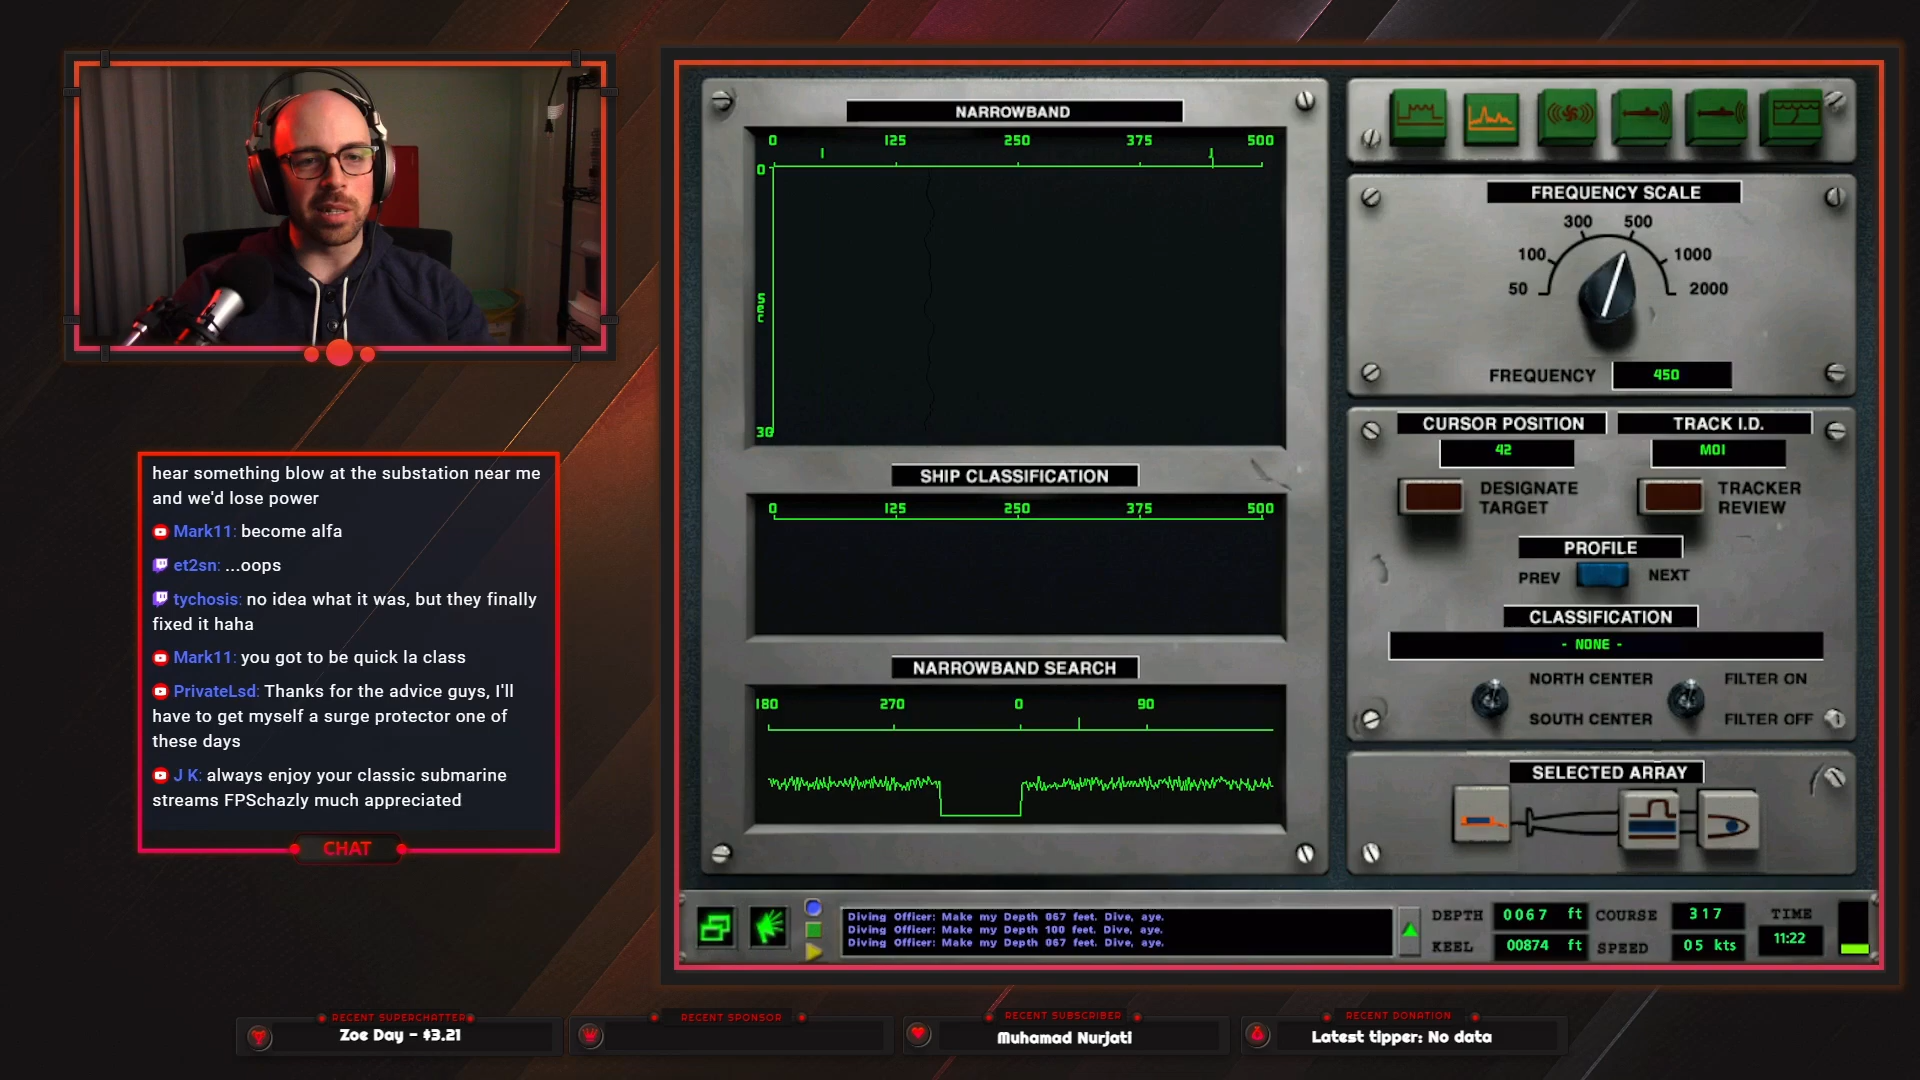 NARROWBAND
0 125 250 375 500
0
Sec
30
SHIP CLASSIFICATION
0 125 250 375 500
NARROWBAND SEARCH
180 270 0 90
FREQUENCY SCALE
300 500
100 1000
50 2000
FREQUENCY 450
CURSOR POSITION TRACK I.D.
42 M01
DESIGNATE TARGET
TRACKER REVIEW
PROFILE
PREV NEXT
CLASSIFICATION
- NONE -
NORTH CENTER FILTER ON
SOUTH CENTER FILTER OFF
SELECTED ARRAY
Diving Officer: Make my Depth 067 feet. Dive, aye.
Diving Officer: Make my Depth 100 feet. Dive, aye.
Diving Officer: Make my Depth 067 feet. Dive, aye.
DEPTH 0067 ft COURSE 317 TIME
KEEL 00874 ft SPEED 05 kts 11:22
hear something blow at the substation near me
and we'd lose power
Mark11: become alfa
et2sn: ...oops
tychosis: no idea what it was, but they finally
fixed it haha
Mark11: you got to be quick la class
PrivateLsd: Thanks for the advice guys, I'll
have to get myself a surge protector one of
these days
J K: always enjoy your classic submarine
streams FPSchazly much appreciated
CHAT
RECENT SUPERCHATTER
Zoe Day - $3.21
RECENT SPONSOR
RECENT SUBSCRIBER
Muhamad Nurjati
RECENT DONATION
Latest tipper: No data